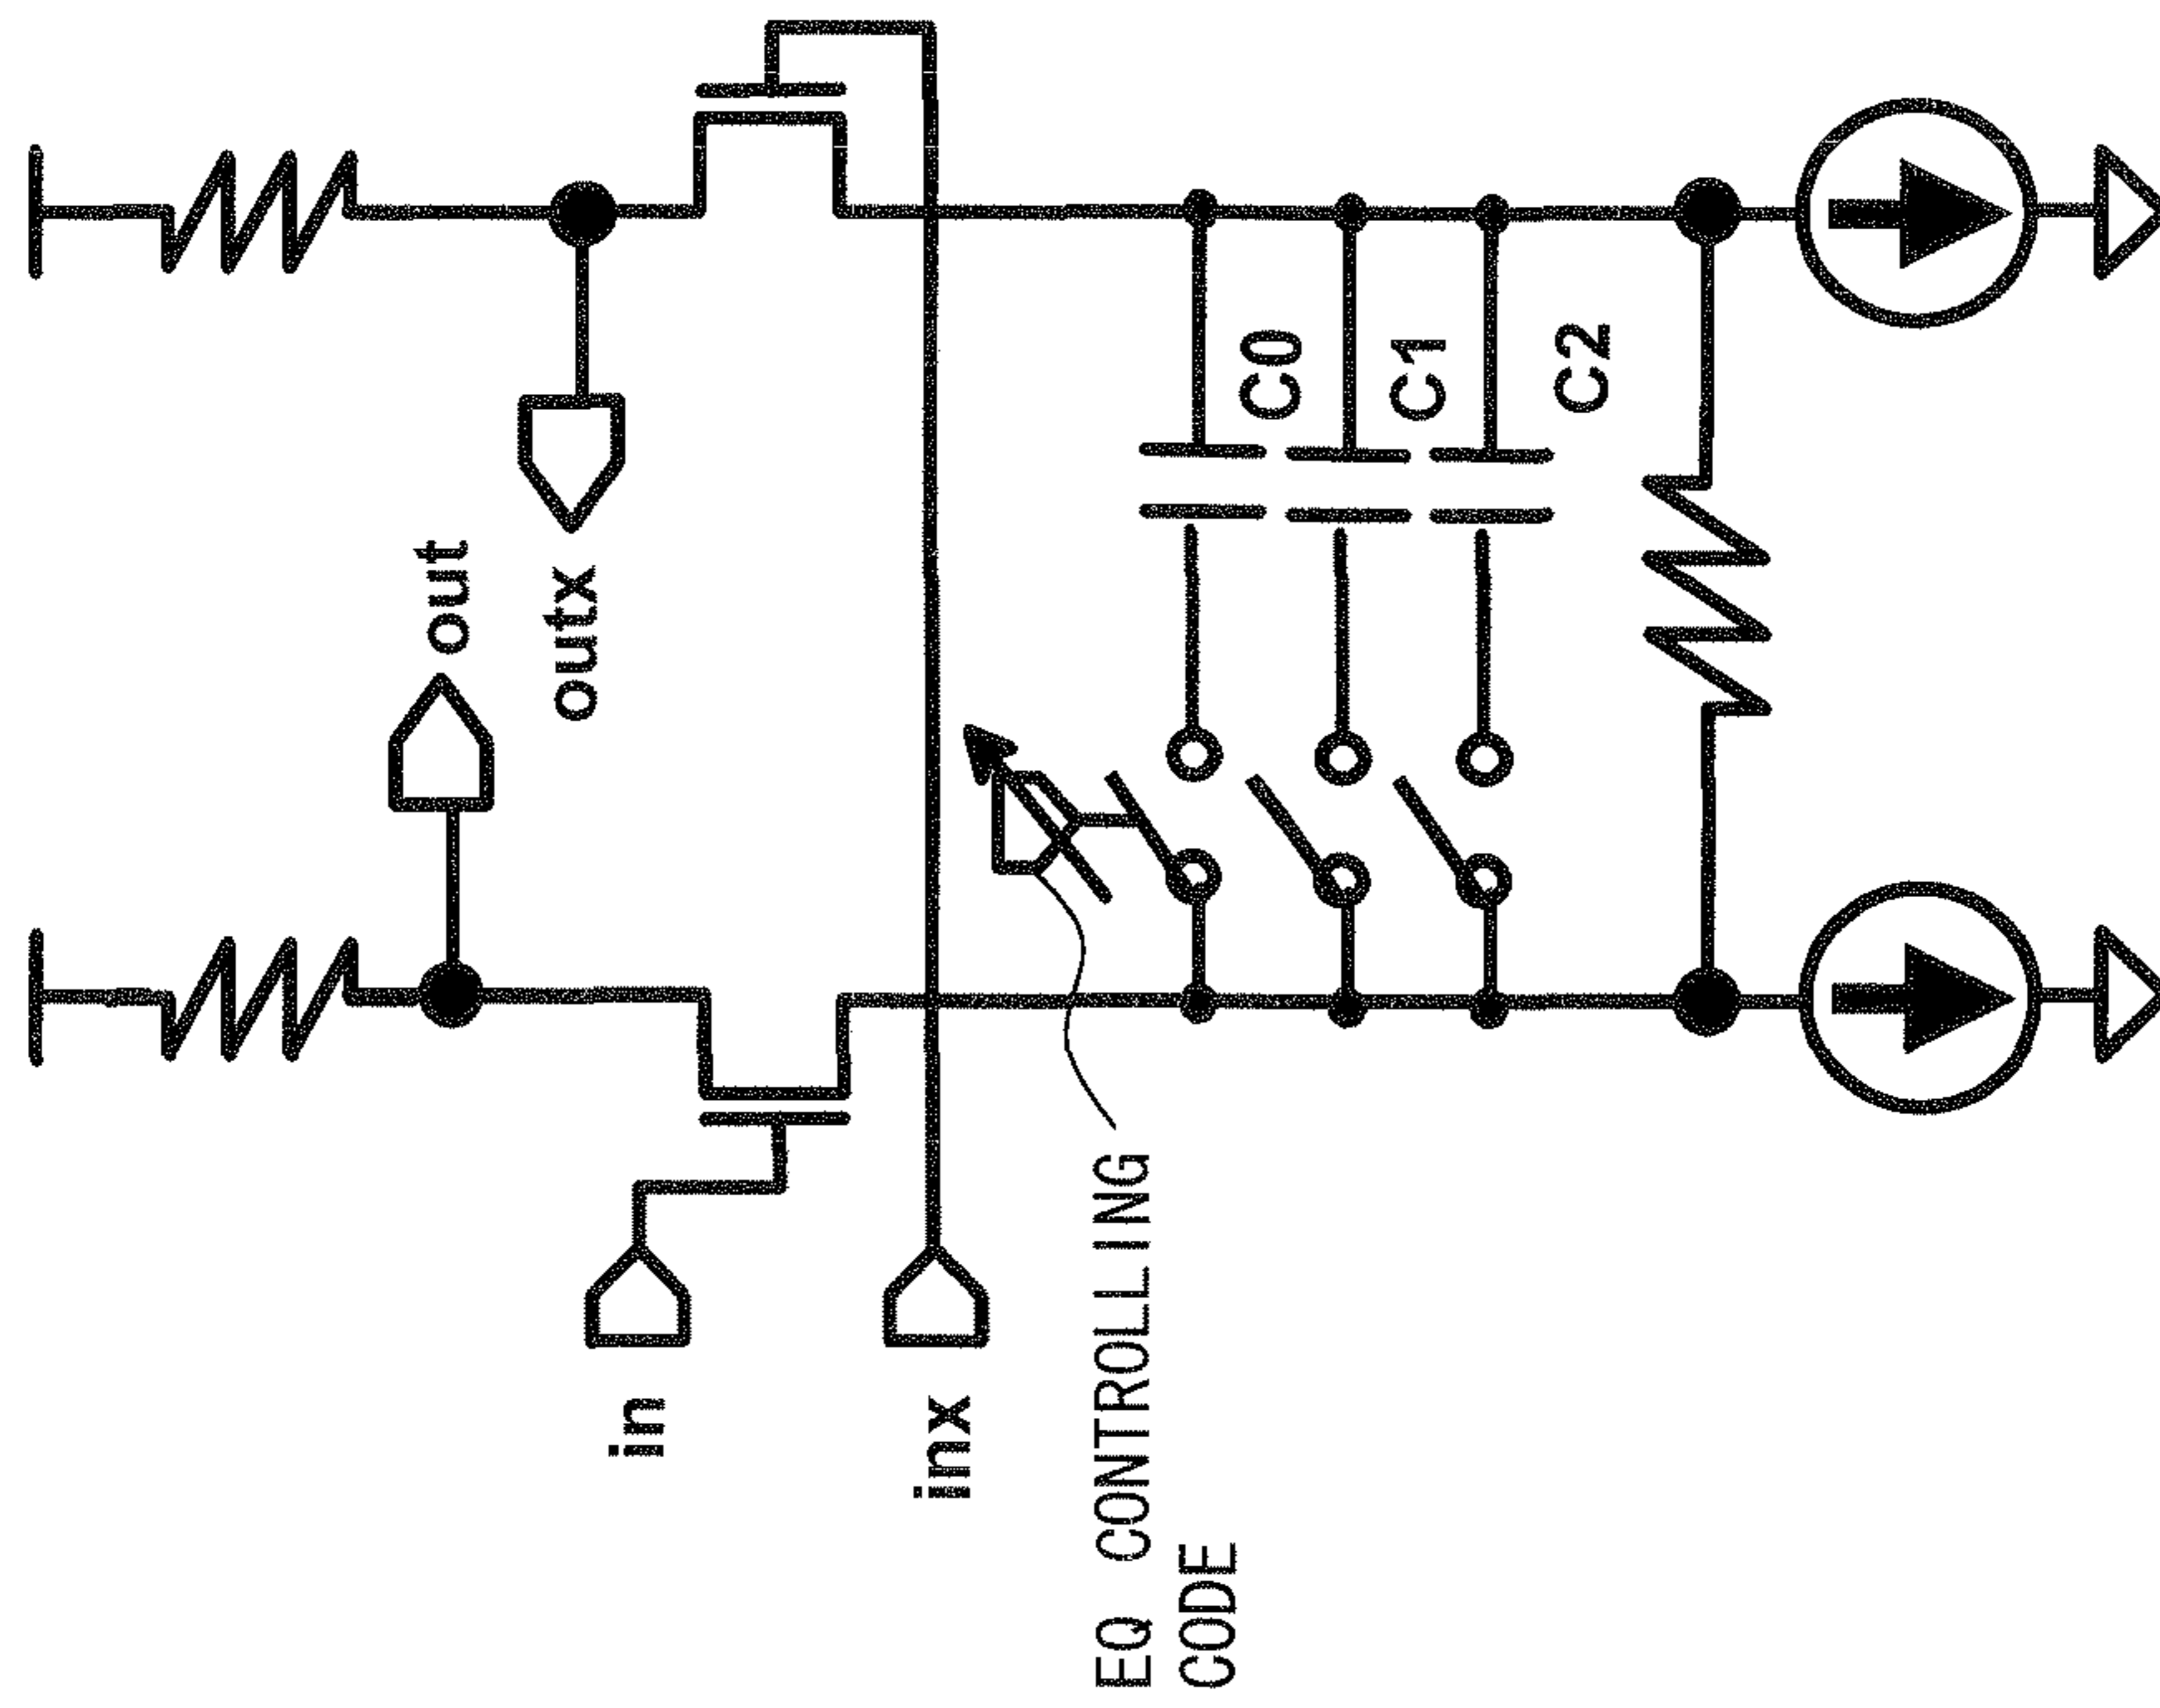 out
outx
in
inx
EQ CONTROLLING
CODE
C0
C1
C2